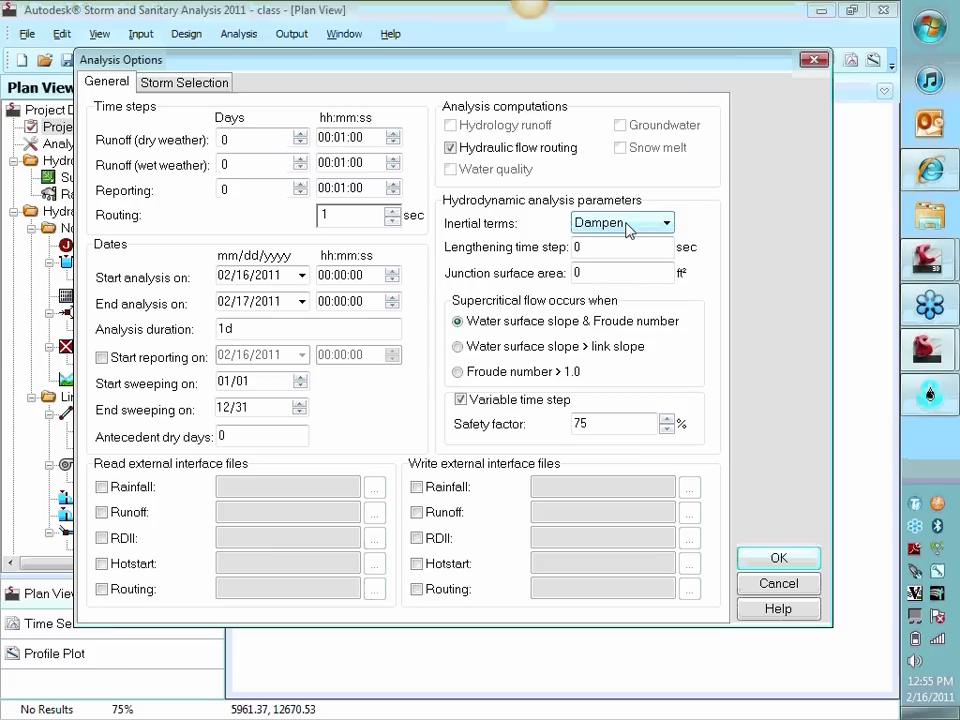 Autodesk® Storm and Sanitary Analysis 2011 - class - [Plan View]
File Edit View Input Design Analysis Output Window Help
Analysis Options
Plan View
General Storm Selection
Project D
Proje
Analy
Hydro
Su
Ra
Hydra
No
Lin
Time steps
Days hh:mm:ss
Runoff (dry weather): 0 00:01:00
Runoff (wet weather): 0 00:01:00
Reporting: 0 00:01:00
Routing: 1 sec
Dates
mm/dd/yyyy hh:mm:ss
Start analysis on: 02/16/2011 00:00:00
End analysis on: 02/17/2011 00:00:00
Analysis duration: 1d
Start reporting on: 02/16/2011 00:00:00
Start sweeping on: 01/01
End sweeping on: 12/31
Antecedent dry days: 0
Analysis computations
Hydrology runoff Groundwater
Hydraulic flow routing Snow melt
Water quality
Hydrodynamic analysis parameters
Inertial terms: Dampen
Lengthening time step: 0 sec
Junction surface area: 0 ft²
Supercritical flow occurs when
Water surface slope & Froude number
Water surface slope > link slope
Froude number > 1.0
Variable time step
Safety factor: 75 %
Read external interface files
Rainfall: ...
Runoff: ...
RDII: ...
Hotstart: ...
Routing: ...
Write external interface files
Rainfall: ...
Runoff: ...
RDII: ...
Hotstart: ...
Routing: ...
OK
Cancel
Help
Plan View
Time Se
Profile Plot
No Results 75% 5961.37, 12670.53
12:55 PM
2/16/2011